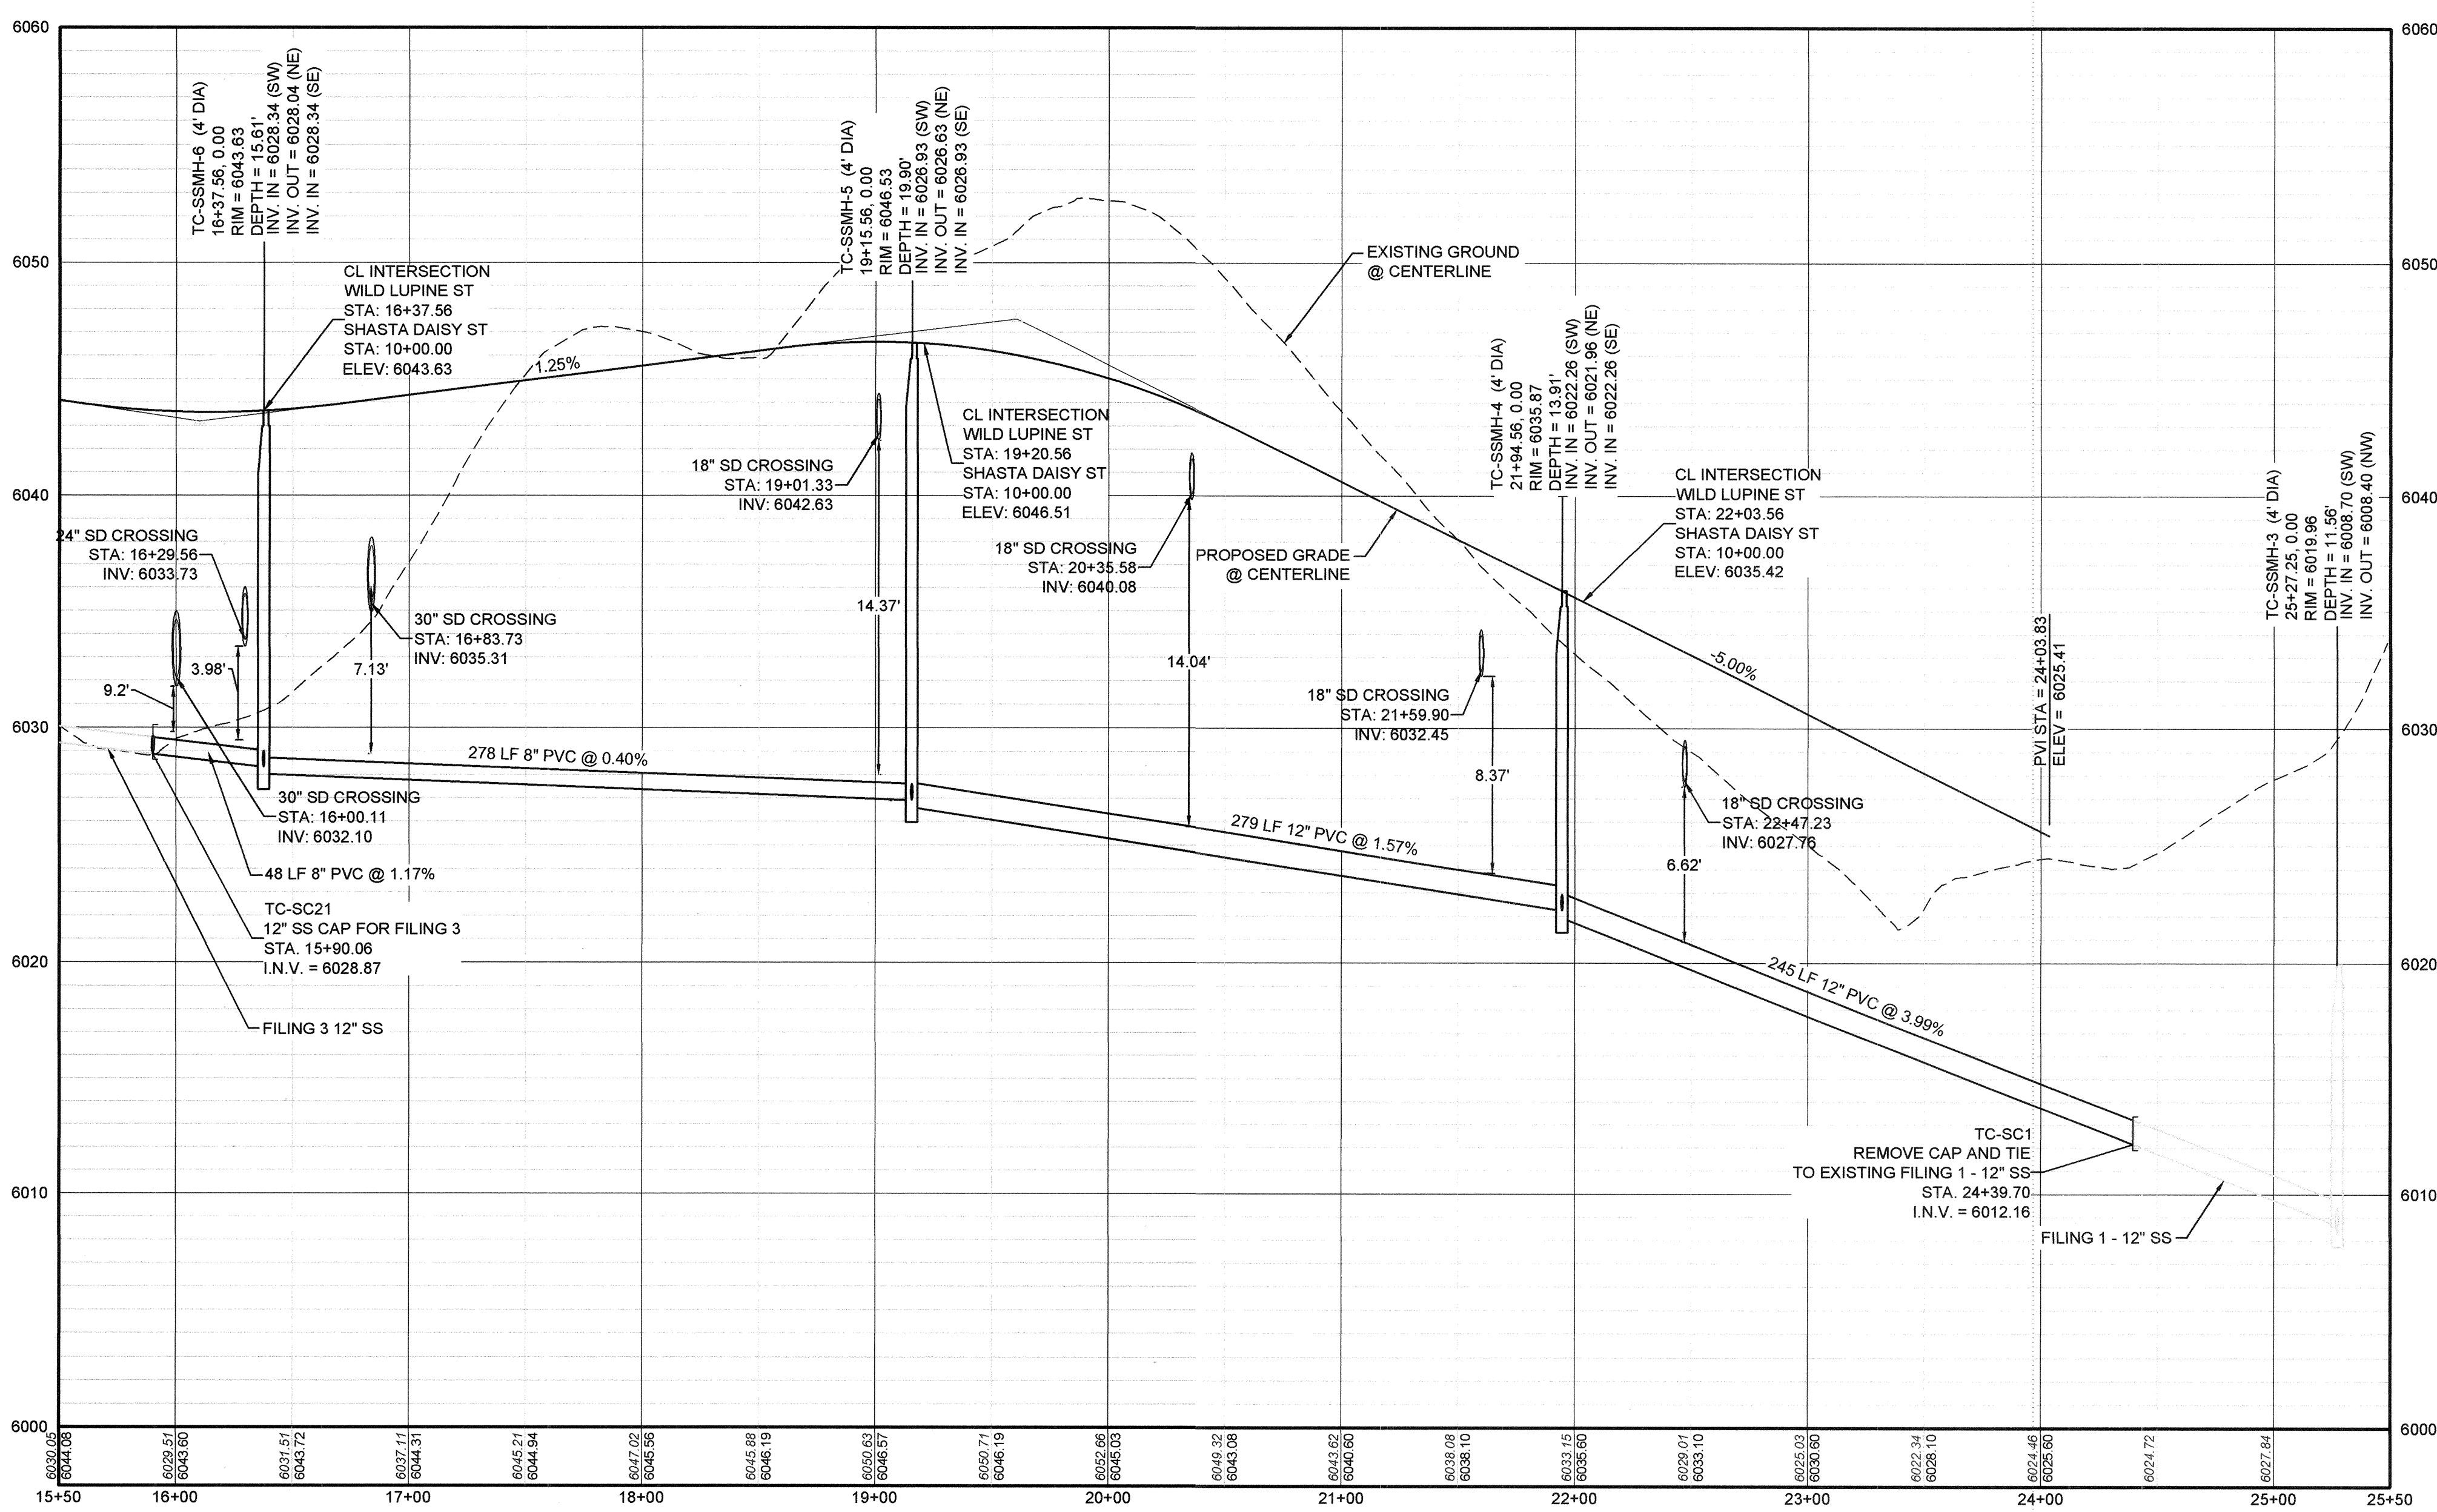 6060
6060
TC-SSMH-6 (4' DIA)
16+37.56, 0.00
RIM = 6043.63
DEPTH = 15.61'
INV. IN = 6028.34 (SW)
INV. OUT = 6028.04 (NE)
INV. IN = 6028.34 (SE)
TC-SSMH-5 (4' DIA)
19+15.56, 0.00
RIM = 6046.53
DEPTH = 19.90'
INV. IN = 6026.93 (SW)
INV. OUT = 6026.63 (NE)
INV. IN = 6026.93 (SE)
6050
6050
CL INTERSECTION
WILD LUPINE ST
STA: 16+37.56
SHASTA DAISY ST
STA: 10+00.00
ELEV: 6043.63
EXISTING GROUND
@ CENTERLINE
1.25%
TC-SSMH-4 (4' DIA)
21+94.56, 0.00
RIM = 6035.87
DEPTH = 13.91'
INV. IN = 6022.26 (SW)
INV. OUT = 6021.96 (NE)
INV. IN = 6022.26 (SE)
CL INTERSECTION
WILD LUPINE ST
STA: 19+20.56
SHASTA DAISY ST
STA: 10+00.00
ELEV: 6046.51
18" SD CROSSING
STA: 19+01.33
INV: 6042.63
CL INTERSECTION
WILD LUPINE ST
STA: 22+03.56
SHASTA DAISY ST
STA: 10+00.00
ELEV: 6035.42
TC-SSMH-3 (4' DIA)
25+27.25, 0.00
RIM = 6019.96
DEPTH = 11.56'
INV. IN = 6008.70 (SW)
INV. OUT = 6008.40 (NW)
6040
6040
24" SD CROSSING
STA: 16+29.56
INV: 6033.73
18" SD CROSSING
STA: 20+35.58
INV: 6040.08
PROPOSED GRADE
@ CENTERLINE
14.37'
30" SD CROSSING
STA: 16+83.73
INV: 6035.31
3.98'
7.13'
9.2'
14.04'
-5.00%
PVI STA = 24+03.83
ELEV = 6025.41
18" SD CROSSING
STA: 21+59.90
INV: 6032.45
6030
6030
278 LF 8" PVC @ 0.40%
8.37'
30" SD CROSSING
STA: 16+00.11
INV: 6032.10
18" SD CROSSING
STA: 22+47.23
INV: 6027.76
279 LF 12" PVC @ 1.57%
6.62'
48 LF 8" PVC @ 1.17%
TC-SC21
12" SS CAP FOR FILING 3
STA. 15+90.06
I.N.V. = 6028.87
6020
6020
245 LF 12" PVC @ 3.99%
FILING 3 12" SS
TC-SC1
REMOVE CAP AND TIE
TO EXISTING FILING 1 - 12" SS
STA. 24+39.70
I.N.V. = 6012.16
6010
6010
FILING 1 - 12" SS
6000
6000
6030.05
6044.08
6029.51
6043.60
6031.51
6043.72
6037.11
6044.31
6045.21
6044.94
6047.02
6045.56
6045.88
6046.19
6050.63
6046.57
6050.71
6046.19
6052.66
6045.03
6049.32
6043.08
6043.62
6040.60
6038.08
6038.10
6033.15
6035.60
6029.01
6033.10
6025.03
6030.60
6022.34
6028.10
6024.46
6025.60
6024.72
6027.84
15+50
16+00
17+00
18+00
19+00
20+00
21+00
22+00
23+00
24+00
25+00
25+50